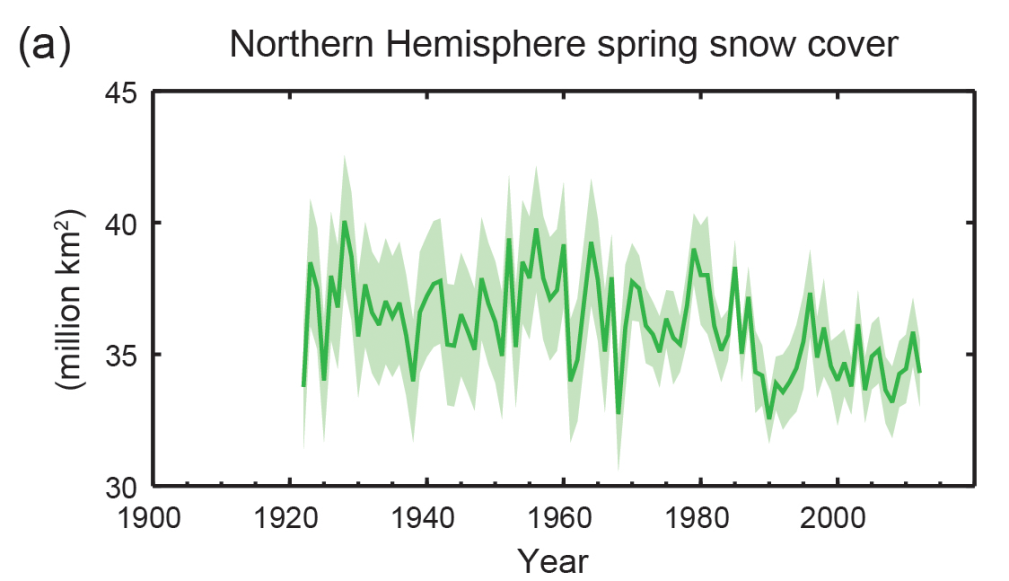 (a)
Northern Hemisphere spring snow cover
45
40
35
30
(million km²)
1900 1920 1940 1960 1980 2000
Year